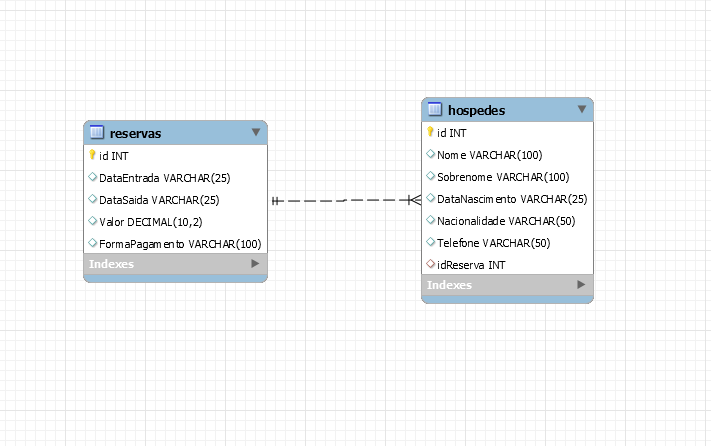 reservas
id INT
DataEntrada VARCHAR(25)
DataSaida VARCHAR(25)
Valor DECIMAL(10,2)
FormaPagamento VARCHAR(100)
Indexes
hospedes
id INT
Nome VARCHAR(100)
Sobrenome VARCHAR(100)
DataNascimento VARCHAR(25)
Nacionalidade VARCHAR(50)
Telefone VARCHAR(50)
idReserva INT
Indexes